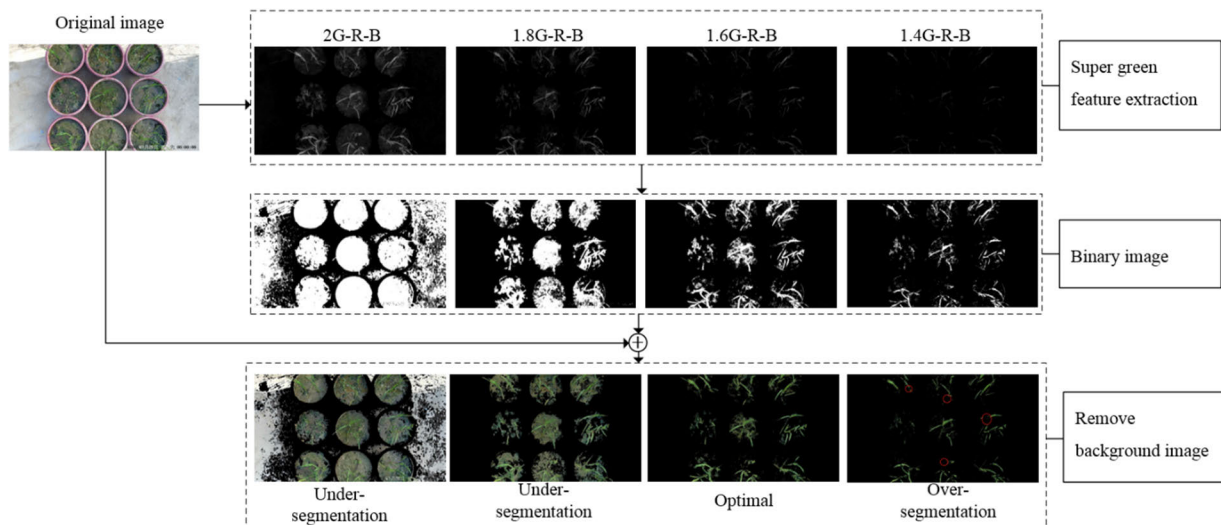 Original image
2G-R-B
1.8G-R-B
1.6G-R-B
1.4G-R-B
Super green
feature extraction
Binary image
Remove
background image
Under-
segmentation
Under-
segmentation
Optimal
Over-
segmentation